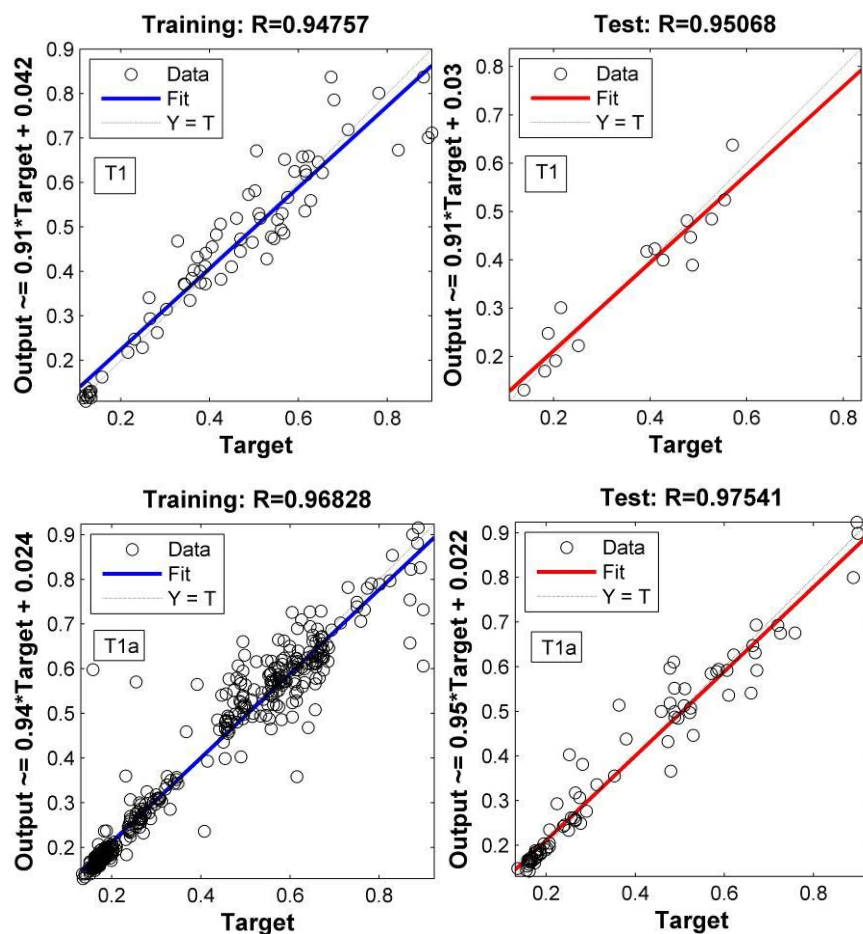 Training: R=0.94757
Output ~= 0.91*Target + 0.042
0.9
0.8
0.7
0.6
0.5
0.4
0.3
0.2
Data
Fit
Y = T
T1
0.2 0.4 0.6 0.8
Target
Test: R=0.95068
Output ~= 0.91*Target + 0.03
0.8
0.7
0.6
0.5
0.4
0.3
0.2
Data
Fit
Y = T
T1
0.2 0.4 0.6 0.8
Target
Training: R=0.96828
Output ~= 0.94*Target + 0.024
0.9
0.8
0.7
0.6
0.5
0.4
0.3
0.2
Data
Fit
Y = T
T1a
0.2 0.4 0.6 0.8
Target
Test: R=0.97541
Output ~= 0.95*Target + 0.022
0.9
0.8
0.7
0.6
0.5
0.4
0.3
0.2
Data
Fit
Y = T
T1a
0.2 0.4 0.6 0.8
Target